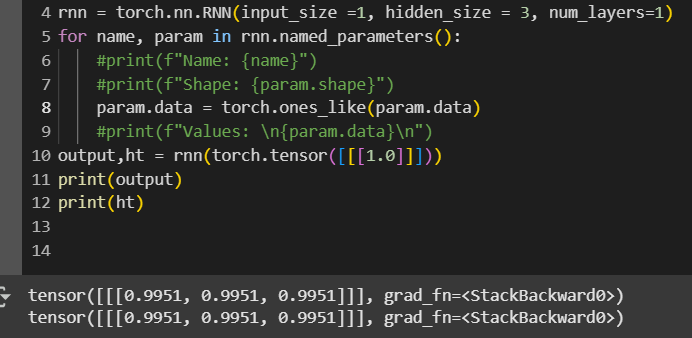 4 rnn = torch.nn.RNN(input_size =1, hidden_size = 3, num_layers=1)
5 for name, param in rnn.named_parameters():
6     #print(f"Name: {name}")
7     #print(f"Shape: {param.shape}")
8     param.data = torch.ones_like(param.data)
9     #print(f"Values: \n{param.data}\n")
10 output,ht = rnn(torch.tensor([[[1.0]]]))
11 print(output)
12 print(ht)
13
14
tensor([[[0.9951, 0.9951, 0.9951]]], grad_fn=<StackBackward0>)
tensor([[[0.9951, 0.9951, 0.9951]]], grad_fn=<StackBackward0>)